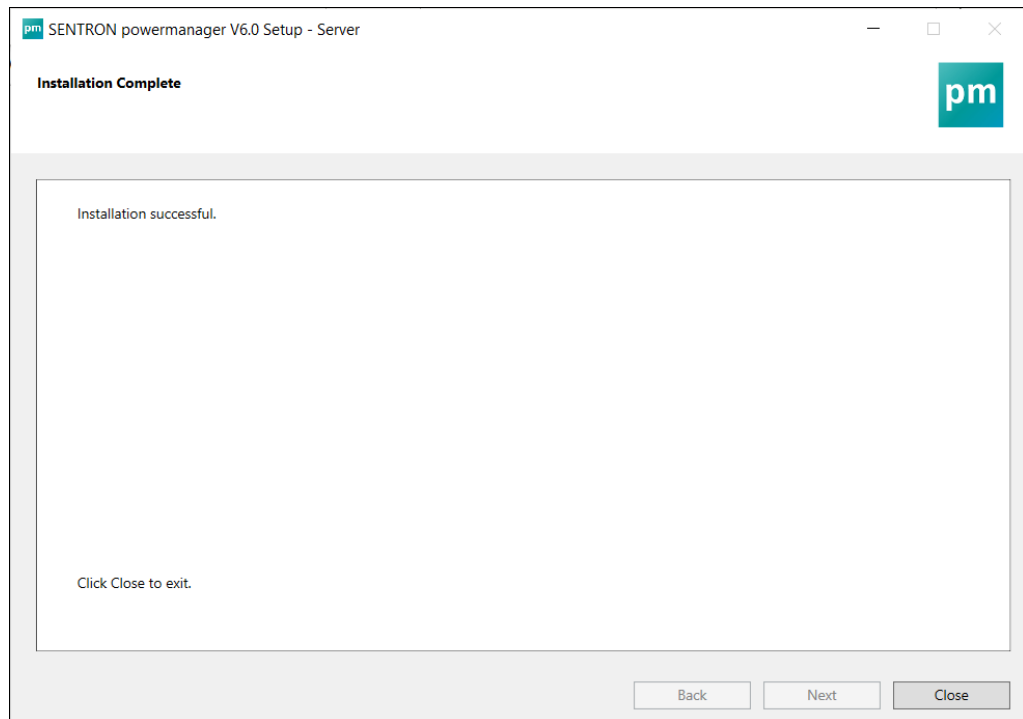 pm SENTRON powermanager V6.0 Setup - Server
Installation Complete
pm
Installation successful.
Click Close to exit.
Back Next Close